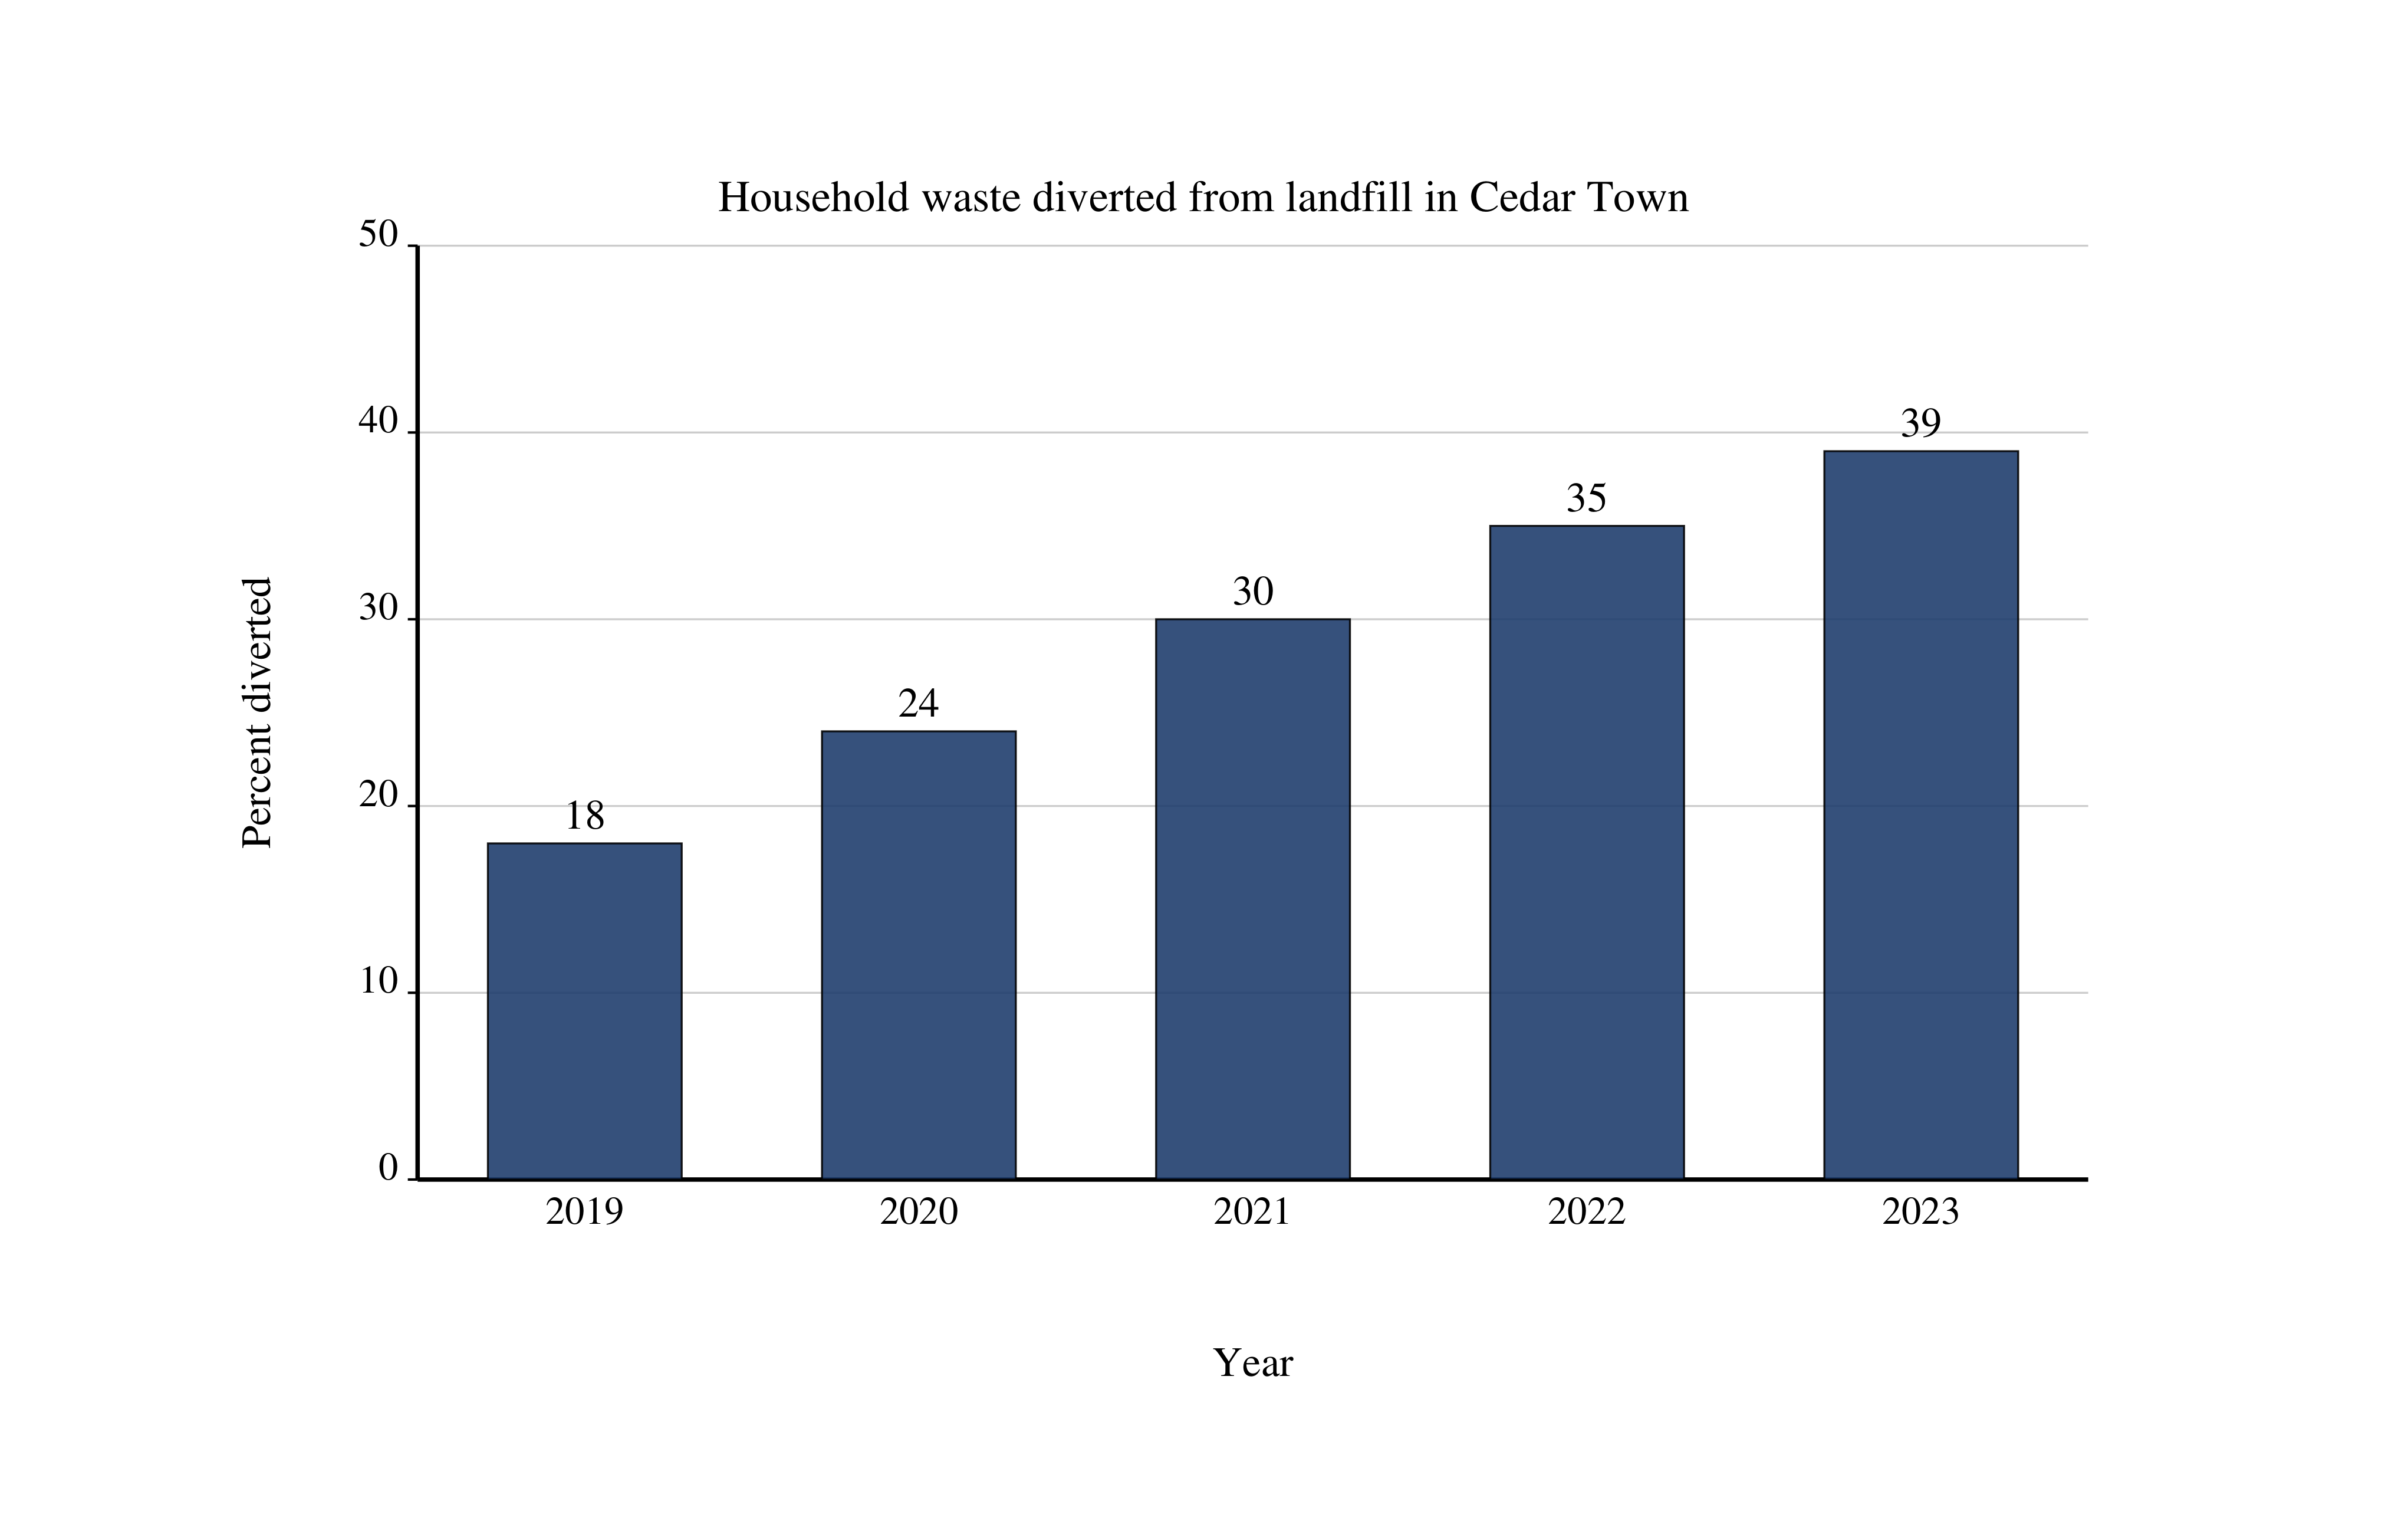 Household waste diverted from landfill in Cedar Town
50
40
30
20
10
0
Percent diverted
18
24
30
35
39
2019 2020 2021 2022 2023
Year